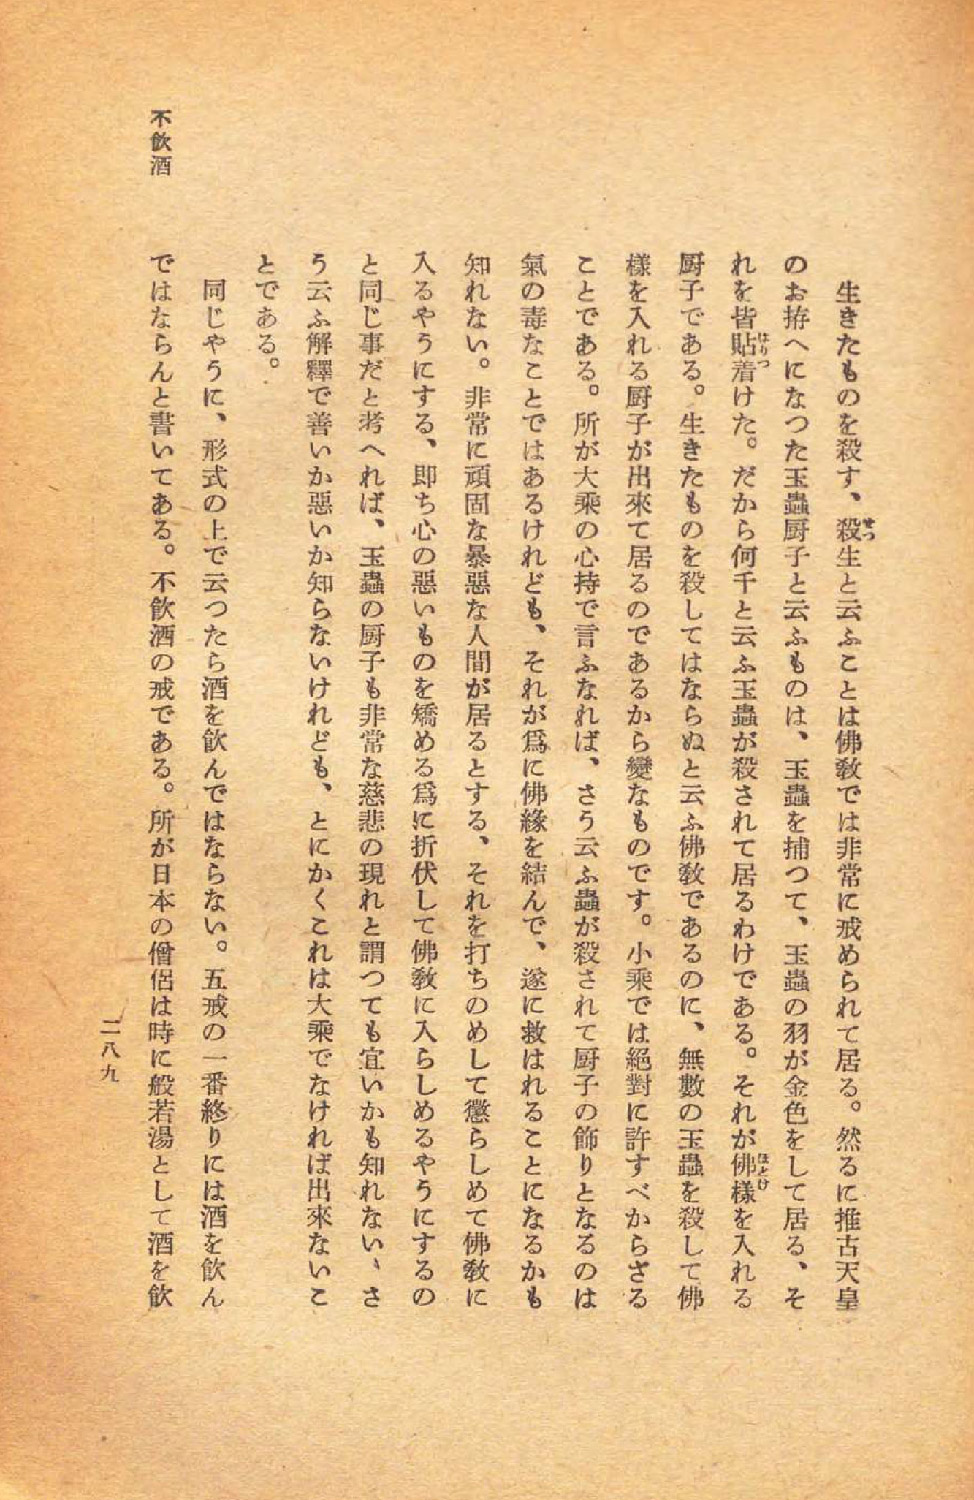 生きたものを殺す、殺生と云ふことは佛敎では非常に戒められて居る。然るに推古天皇
のお拵へになつた玉蟲厨子と云ふものは、玉蟲を捕つて、玉蟲の羽が金色をして居る、そ
れを皆貼着けた。だから何千と云ふ玉蟲が殺されて居るわけである。それが佛樣を入れる
厨子である。生きたものを殺してはならぬと云ふ佛敎であるのに、無數の玉蟲を殺して佛
樣を入れる厨子が出來て居るのであるから變なものです。小乘では絕對に許すべからざる
ことである。所が大乘の心持で言ふなれば、さう云ふ蟲が殺されて厨子の飾りとなるのは
氣の毒なことではあるけれども、それが爲に佛緣を結んで、遂に救はれることになるかも
知れない。非常に頑固な暴惡な人間が居るとする、それを打ちのめして懲らしめて佛敎に
入るやうにする、卽ち心の惡いものを矯める爲に折伏して佛敎に入らしめるやうにするの
と同じ事だと考へれば、玉蟲の厨子も非常な慈悲の現れと謂つても宜いかも知れない、さ
う云ふ解釋で善いか惡いか知らないけれども、とにかくこれは大乘でなければ出來ないこ
とである。
同じやうに、形式の上で云つたら酒を飮んではならない。五戒の一番終りには酒を飮ん
ではならんと書いてある。不飮酒の戒である。所が日本の僧侶は時に般若湯として酒を飮
不飮酒
二八九
はりつ
せつ
ほとけ